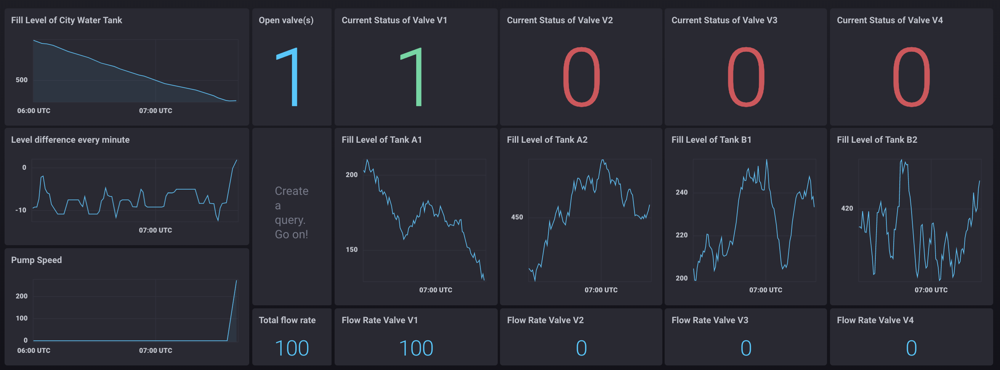 Fill Level of City Water Tank
500
06:00 UTC
07:00 UTC
Open valve(s)
1
Current Status of Valve V1
1
Current Status of Valve V2
0
Current Status of Valve V3
0
Current Status of Valve V4
0
Level difference every minute
0
-10
07:00 UTC
Pump Speed
200
100
0
06:00 UTC
07:00 UTC
Create
a
query.
Go on!
Fill Level of Tank A1
200
150
07:00 UTC
Fill Level of Tank A2
450
07:00 UTC
Fill Level of Tank B1
240
220
200
07:00 UTC
Fill Level of Tank B2
420
07:00 UTC
Total flow rate
100
Flow Rate Valve V1
100
Flow Rate Valve V2
0
Flow Rate Valve V3
0
Flow Rate Valve V4
0